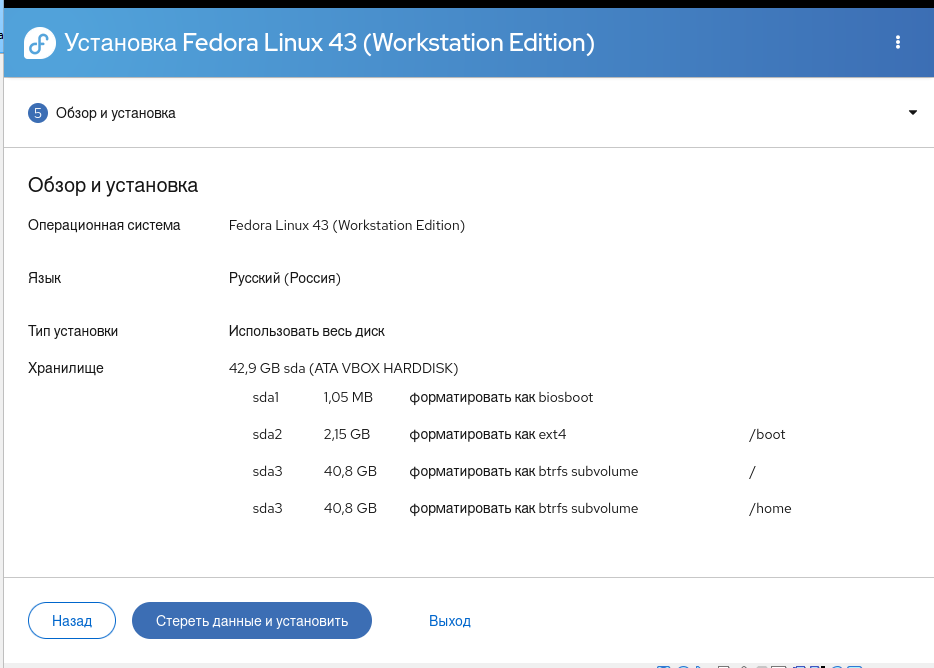 Установка Fedora Linux 43 (Workstation Edition)
5 Обзор и установка
Обзор и установка
Операционная система Fedora Linux 43 (Workstation Edition)
Язык Русский (Россия)
Тип установки Использовать весь диск
Хранилище 42,9 GB sda (ATA VBOX HARDDISK)
sda1 1,05 MB форматировать как biosboot
sda2 2,15 GB форматировать как ext4 /boot
sda3 40,8 GB форматировать как btrfs subvolume /
sda3 40,8 GB форматировать как btrfs subvolume /home
Назад Стереть данные и установить Выход